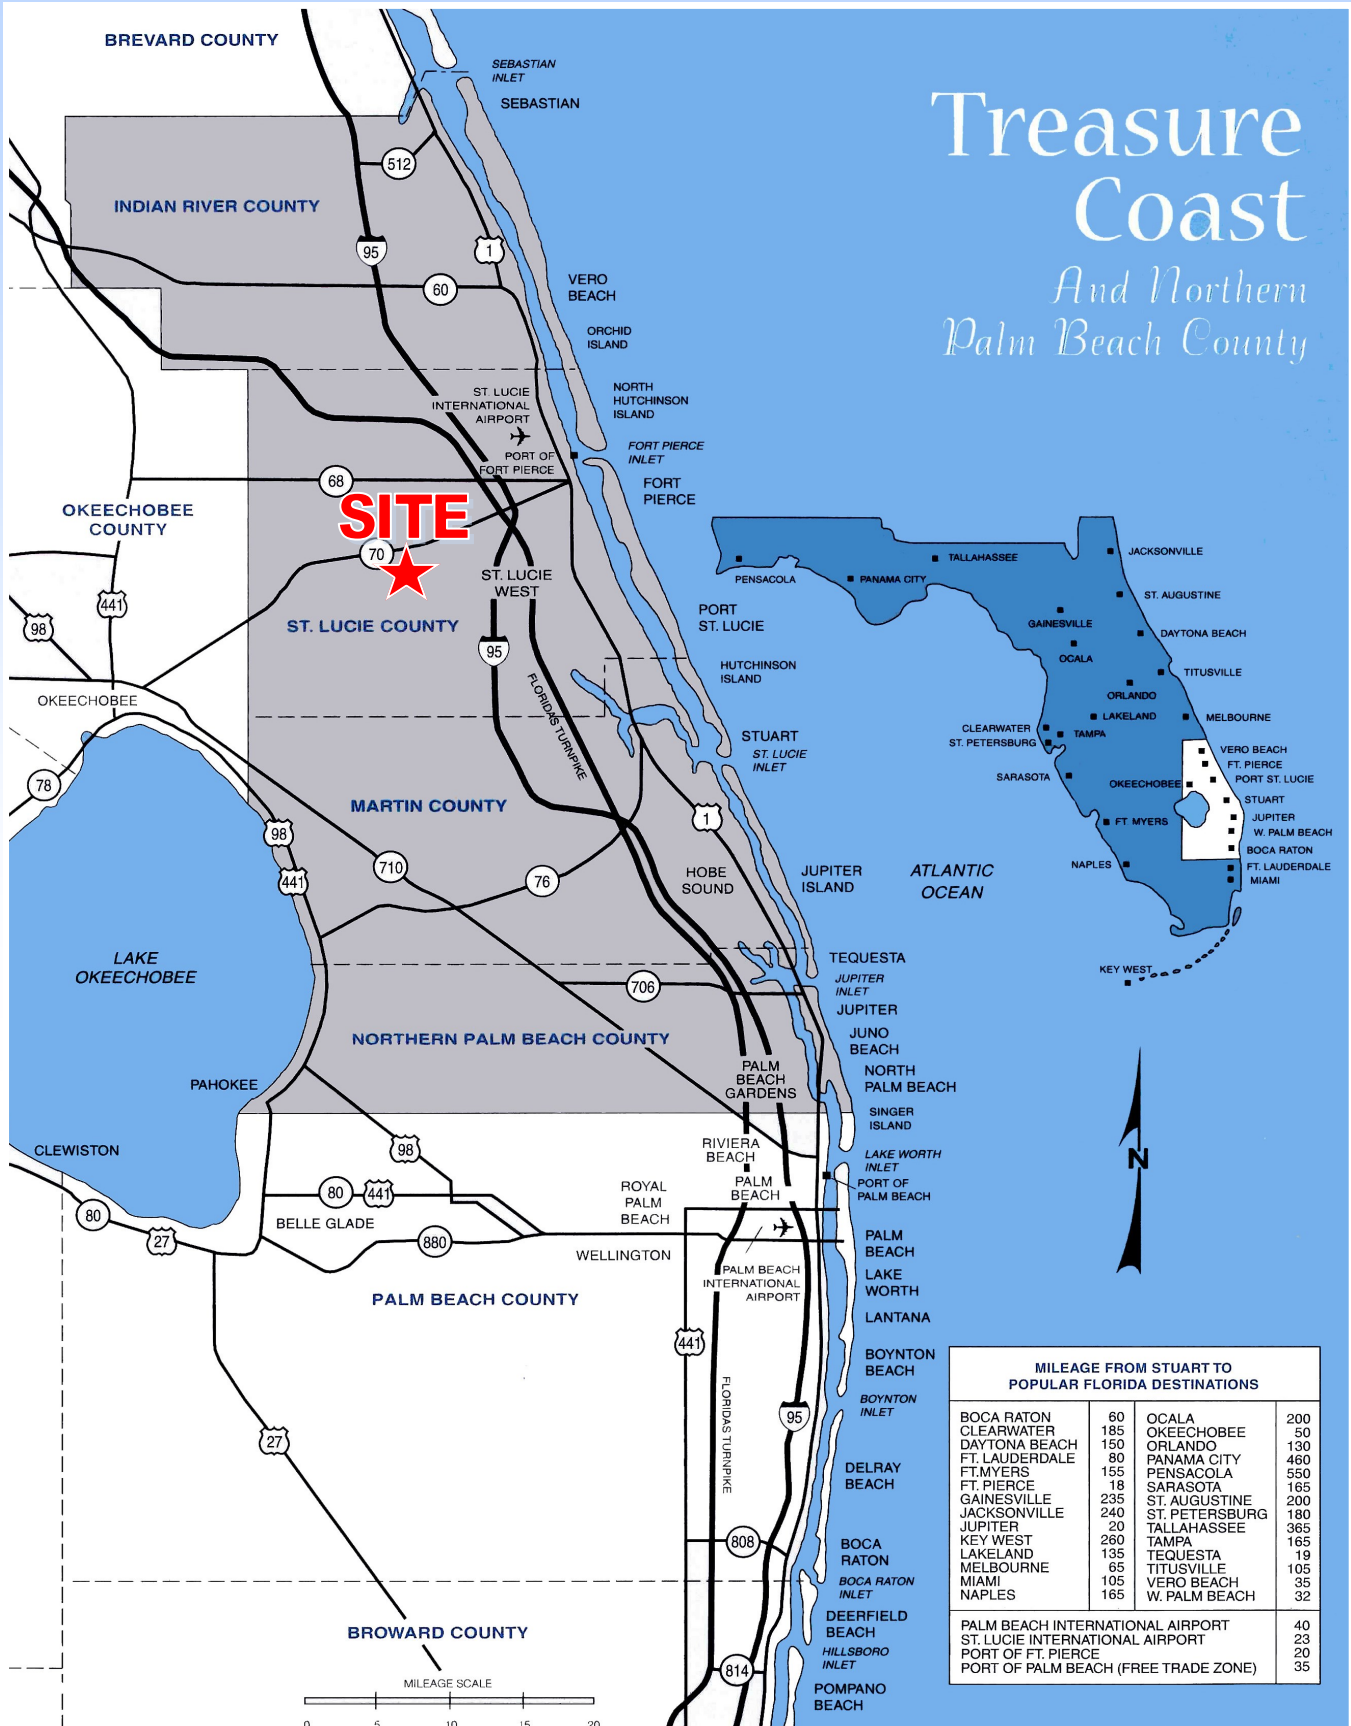 BREVARD COUNTY
SEBASTIAN
INLET
SEBASTIAN
Treasure
Coast
And Northern
Palm Beach County
512
INDIAN RIVER COUNTY
95
1
60
VERO
BEACH
ORCHID
ISLAND
ST. LUCIE
INTERNATIONAL
AIRPORT
NORTH
HUTCHINSON
ISLAND
PORT OF
FORT PIERCE
FORT PIERCE
INLET
68
FORT
PIERCE
OKEECHOBEE
COUNTY
SITE
70
ST. LUCIE
WEST
441
98
ST. LUCIE COUNTY
95
PORT
ST. LUCIE
HUTCHINSON
ISLAND
OKEECHOBEE
FLORIDAS TURNPIKE
STUART
ST. LUCIE
INLET
78
MARTIN COUNTY
1
98
441
710
76
HOBE
SOUND
JUPITER
ISLAND
ATLANTIC
OCEAN
LAKE
OKEECHOBEE
TEQUESTA
JUPITER
INLET
706
JUPITER
NORTHERN PALM BEACH COUNTY
JUNO
BEACH
PALM
BEACH
GARDENS
NORTH
PALM BEACH
PAHOKEE
SINGER
ISLAND
CLEWISTON
98
RIVIERA
BEACH
LAKE WORTH
INLET
PORT OF
PALM BEACH
PALM
BEACH
ROYAL
PALM
BEACH
80
441
80
BELLE GLADE
27
880
WELLINGTON
PALM
BEACH
PALM BEACH
INTERNATIONAL
AIRPORT
LAKE
WORTH
PALM BEACH COUNTY
LANTANA
441
BOYNTON
BEACH
FLORIDAS TURNPIKE
95
BOYNTON
INLET
27
DELRAY
BEACH
808
BOCA
RATON
BOCA RATON
INLET
DEERFIELD
BEACH
BROWARD COUNTY
HILLSBORO
INLET
814
POMPANO
BEACH
MILEAGE SCALE
0 5 10 15 20
PENSACOLA
PANAMA CITY
TALLAHASSEE
JACKSONVILLE
ST. AUGUSTINE
GAINESVILLE
DAYTONA BEACH
OCALA
TITUSVILLE
ORLANDO
LAKELAND
MELBOURNE
CLEARWATER
TAMPA
ST. PETERSBURG
VERO BEACH
FT. PIERCE
SARASOTA
OKEECHOBEE
PORT ST. LUCIE
STUART
FT. MYERS
JUPITER
W. PALM BEACH
BOCA RATON
NAPLES
FT. LAUDERDALE
MIAMI
KEY WEST
N
MILEAGE FROM STUART TO
POPULAR FLORIDA DESTINATIONS
BOCA RATON 60 OCALA 200
CLEARWATER 185 OKEECHOBEE 50
DAYTONA BEACH 150 ORLANDO 130
FT. LAUDERDALE 80 PANAMA CITY 460
FT.MYERS 155 PENSACOLA 550
FT. PIERCE 18 SARASOTA 165
GAINESVILLE 235 ST. AUGUSTINE 200
JACKSONVILLE 240 ST. PETERSBURG 180
JUPITER 20 TALLAHASSEE 365
KEY WEST 260 TAMPA 165
LAKELAND 135 TEQUESTA 19
MELBOURNE 65 TITUSVILLE 105
MIAMI 105 VERO BEACH 35
NAPLES 165 W. PALM BEACH 32
PALM BEACH INTERNATIONAL AIRPORT 40
ST. LUCIE INTERNATIONAL AIRPORT 23
PORT OF FT. PIERCE 20
PORT OF PALM BEACH (FREE TRADE ZONE) 35